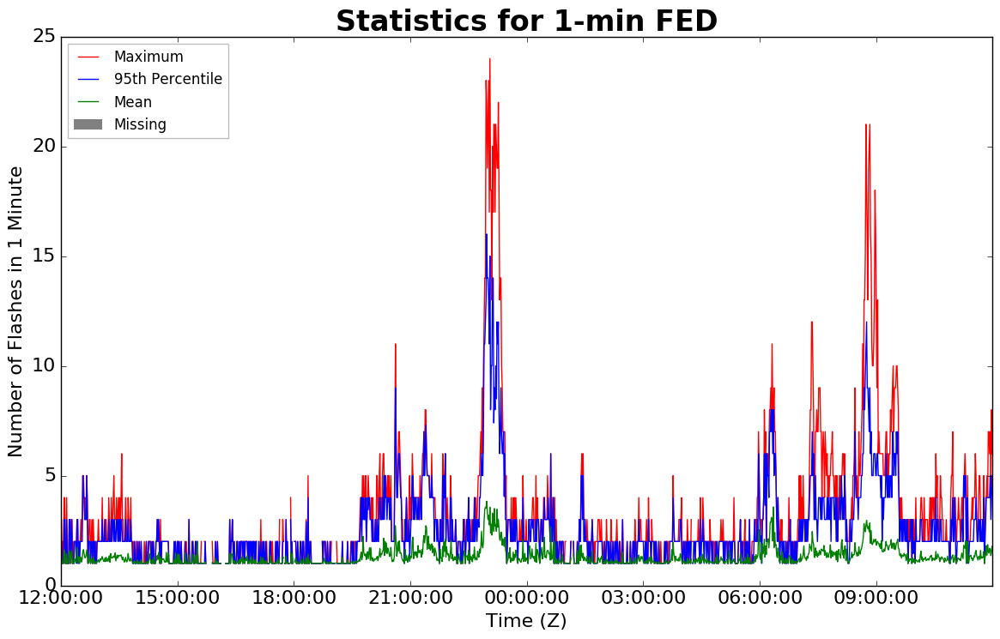 Statistics for 1-min FED
25
20
15
10
5
0
Number of Flashes in 1 Minute
Maximum
95th Percentile
Mean
Missing
12:00:00 15:00:00 18:00:00 21:00:00 00:00:00 03:00:00 06:00:00 09:00:00
Time (Z)